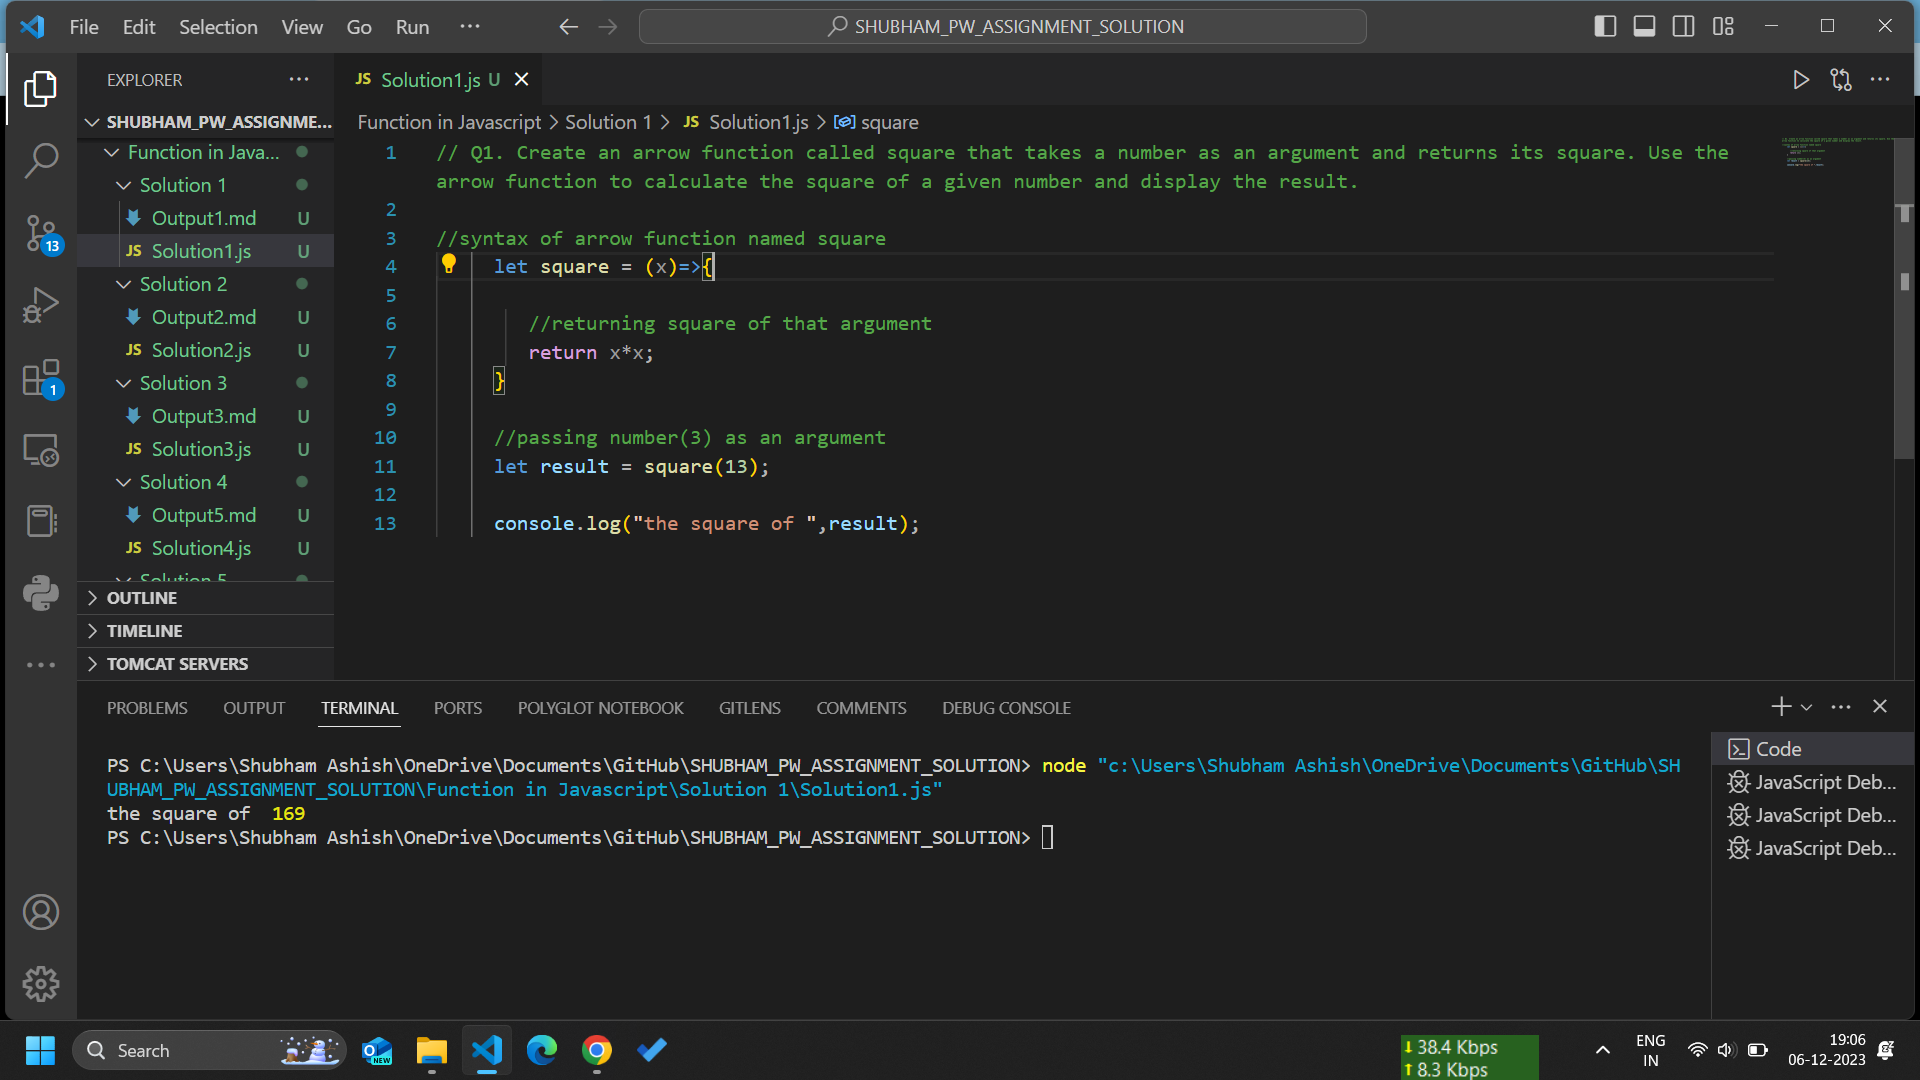 File Edit Selection View Go Run ···
SHUBHAM_PW_ASSIGNMENT_SOLUTION
EXPLORER
SHUBHAM_PW_ASSIGNME...
Function in Java...
Solution 1
Output1.md U
JS Solution1.js U
Solution 2
Output2.md U
JS Solution2.js U
Solution 3
Output3.md U
JS Solution3.js U
Solution 4
Output5.md U
JS Solution4.js U
Solution 5
OUTLINE
TIMELINE
TOMCAT SERVERS
13
1
JS Solution1.js U
Function in Javascript > Solution 1 > JS Solution1.js > square
1 // Q1. Create an arrow function called square that takes a number as an argument and returns its square. Use the
arrow function to calculate the square of a given number and display the result.
2
3 //syntax of arrow function named square
4 let square = (x)=>{
5
6 //returning square of that argument
7 return x*x;
8 }
9
10 //passing number(3) as an argument
11 let result = square(13);
12
13 console.log("the square of ",result);
PROBLEMS OUTPUT TERMINAL PORTS POLYGLOT NOTEBOOK GITLENS COMMENTS DEBUG CONSOLE
PS C:\Users\Shubham Ashish\OneDrive\Documents\GitHub\SHUBHAM_PW_ASSIGNMENT_SOLUTION> node "c:\Users\Shubham Ashish\OneDrive\Documents\GitHub\SH
UBHAM_PW_ASSIGNMENT_SOLUTION\Function in Javascript\Solution 1\Solution1.js"
the square of  169
PS C:\Users\Shubham Ashish\OneDrive\Documents\GitHub\SHUBHAM_PW_ASSIGNMENT_SOLUTION>
Code
JavaScript Deb...
JavaScript Deb...
JavaScript Deb...
Search
NEW
38.4 Kbps
8.3 Kbps
ENG
IN
19:06
06-12-2023